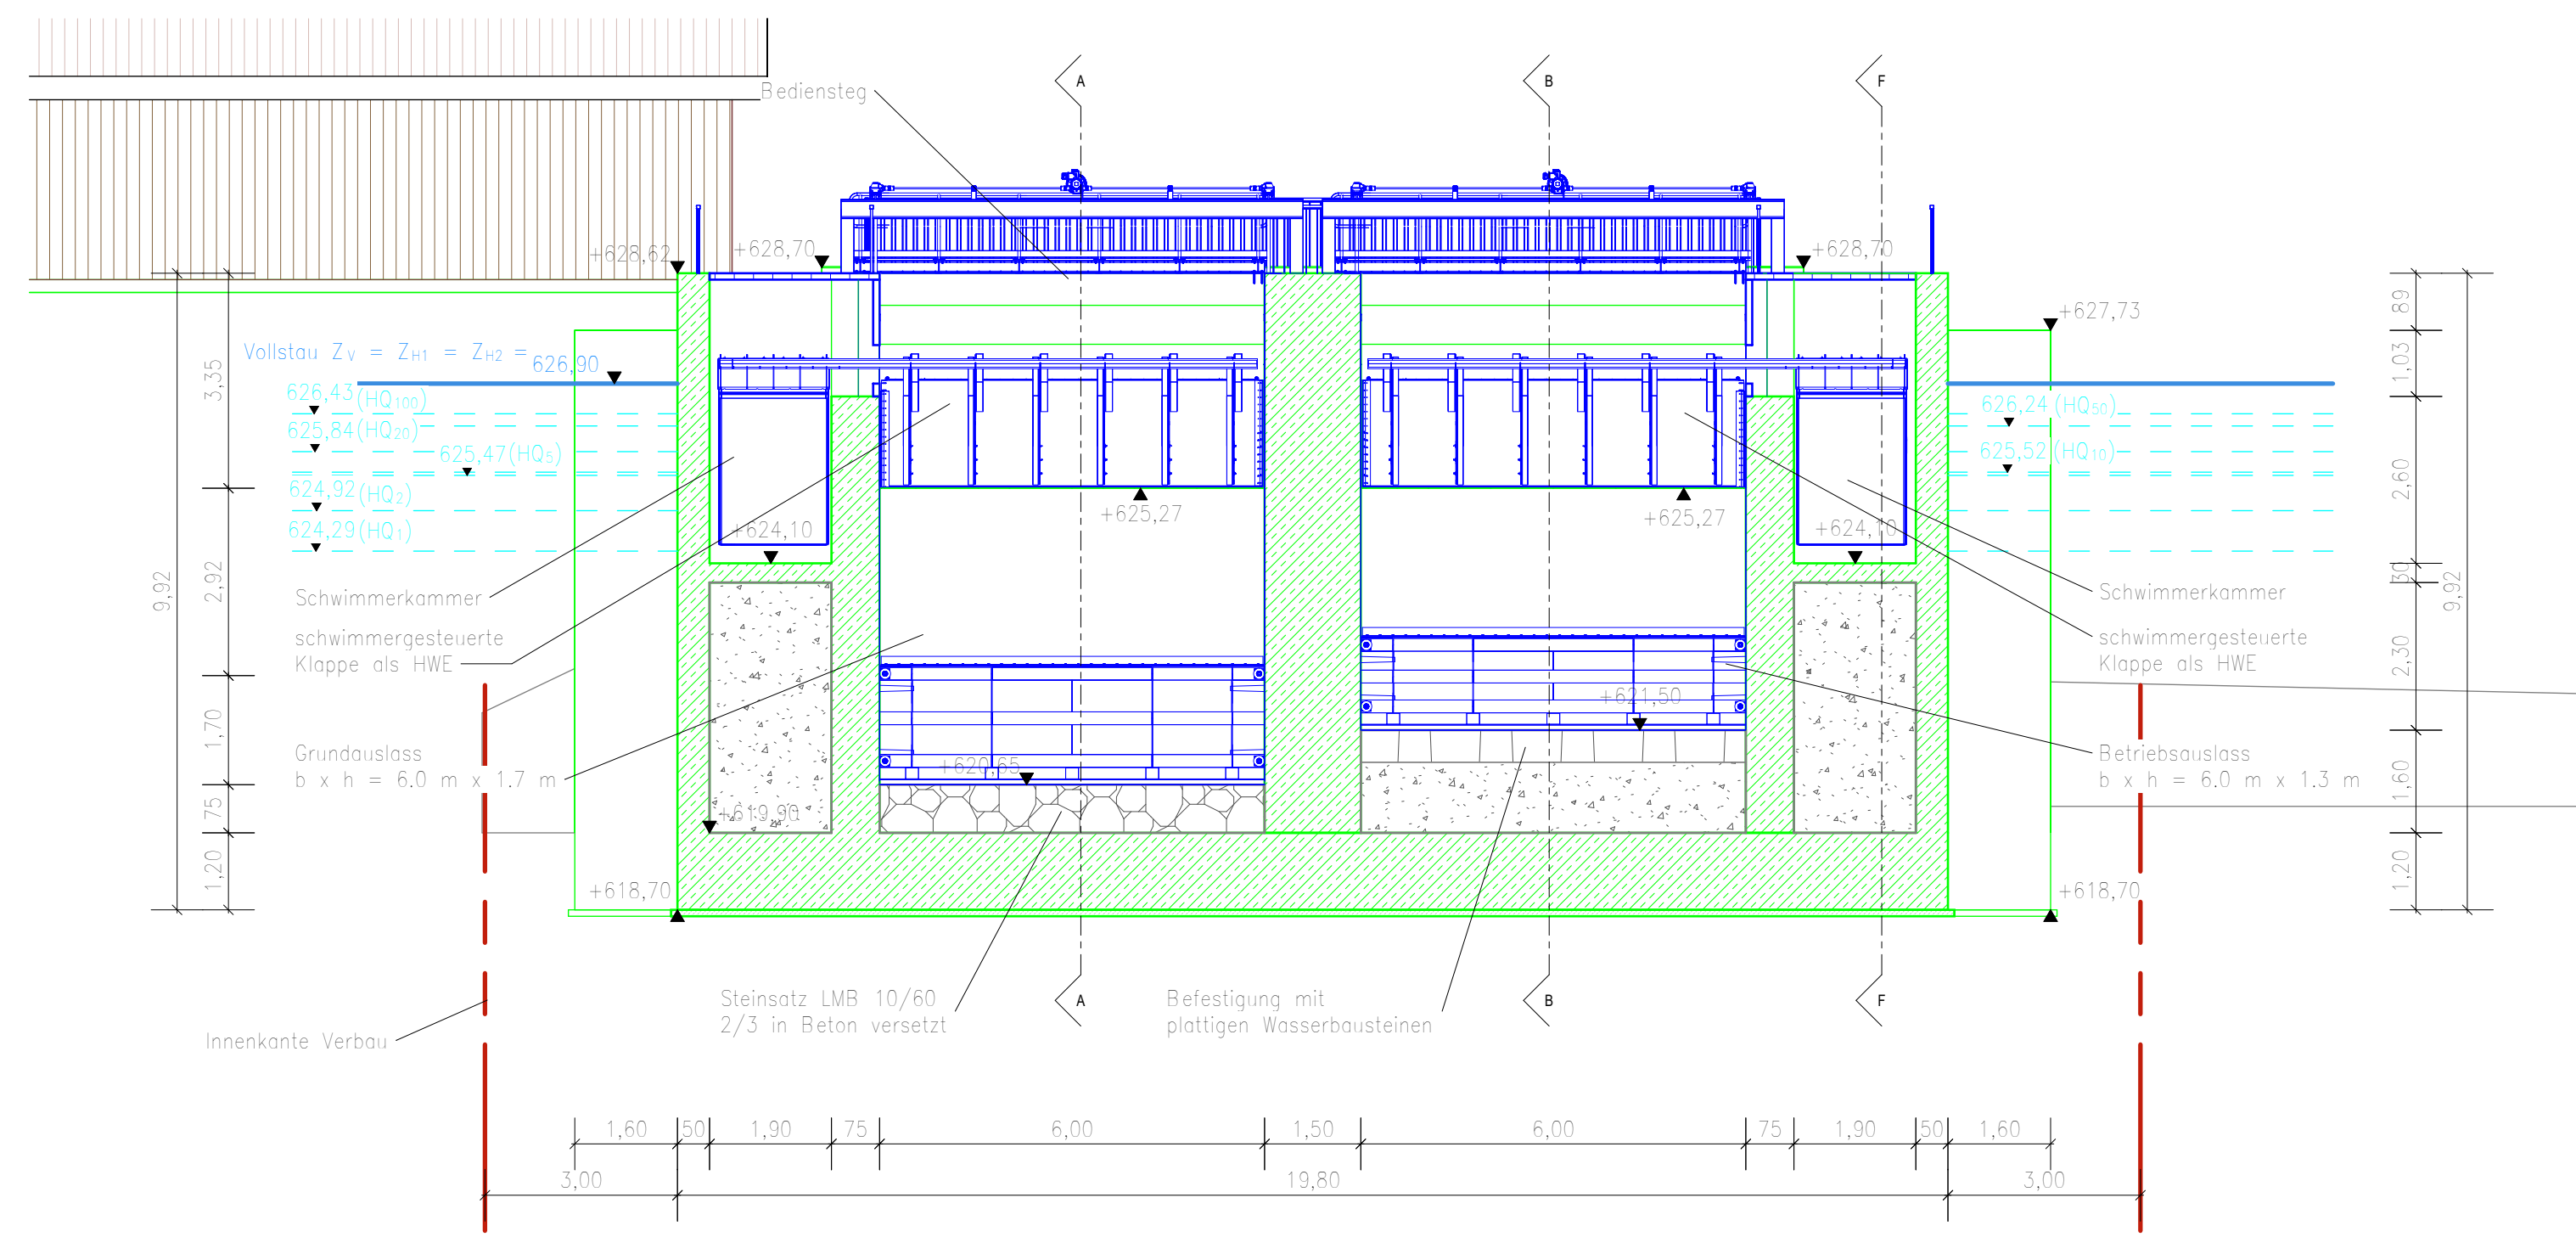 A
B
F
Bediensteg
+628,62
+628,70
+628,70
+627,73
Vollstau ZV = ZH1 = ZH2 =
626,90
626,43 (HQ100)
625,84 (HQ20)
625,47 (HQ5)
624,92 (HQ2)
624,29 (HQ1)
626,24 (HQ50)
625,52 (HQ10)
+625,27
+625,27
+624,10
+624,10
Schwimmerkammer
schwimmergesteuerte
Klappe als HWE
Grundauslass
b x h = 6.0 m x 1.7 m
Schwimmerkammer
schwimmergesteuerte
Klappe als HWE
Betriebsauslass
b x h = 6.0 m x 1.3 m
+621,50
+620,65
+619,90
+618,70
+618,70
9,92
3,35
2,92
1,70
75
1,20
89
1,03
2,60
30
2,30
1,60
1,20
9,92
A
B
F
Steinsatz LMB 10/60
2/3 in Beton versetzt
Befestigung mit
plattigen Wasserbausteinen
Innenkante Verbau
1,60
50
1,90
75
6,00
1,50
6,00
75
1,90
50
1,60
3,00
19,80
3,00